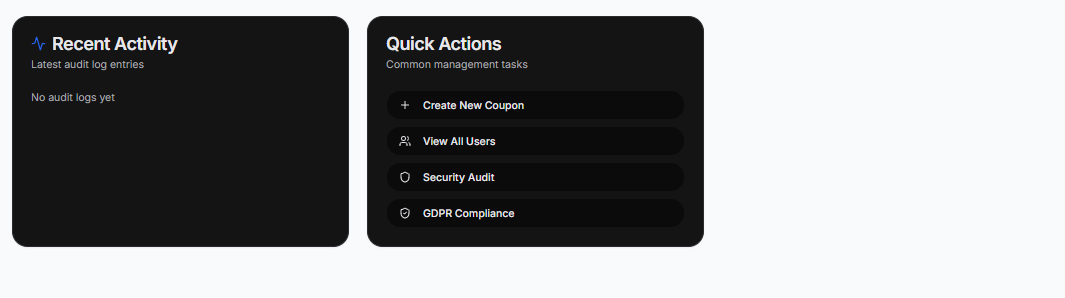 Recent Activity
Latest audit log entries
No audit logs yet
Quick Actions
Common management tasks
Create New Coupon
View All Users
Security Audit
GDPR Compliance